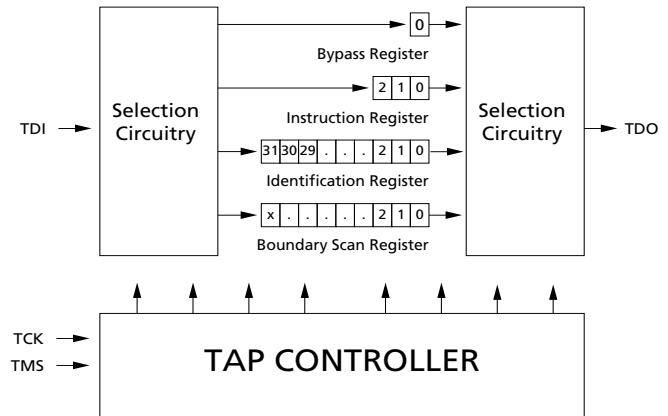 0
Bypass Register
2 1 0
Instruction Register
31 30 29 . . . 2 1 0
Identification Register
x . . . . . 2 1 0
Boundary Scan Register
Selection
Circuitry
Selection
Circuitry
TDI
TDO
TCK
TMS
TAP CONTROLLER